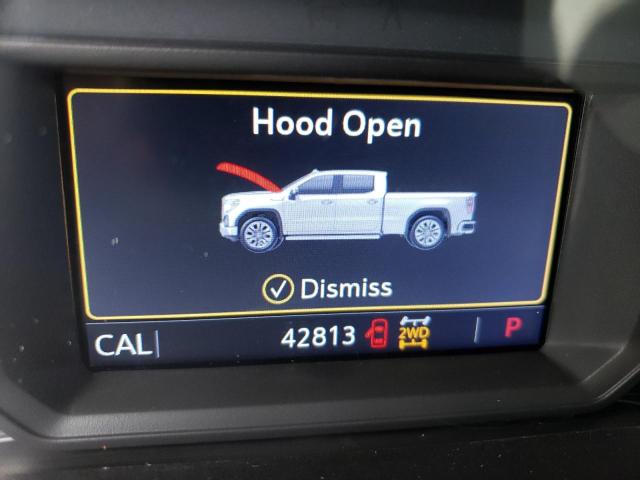 Hood Open
Dismiss
CAL 42813 2WD P